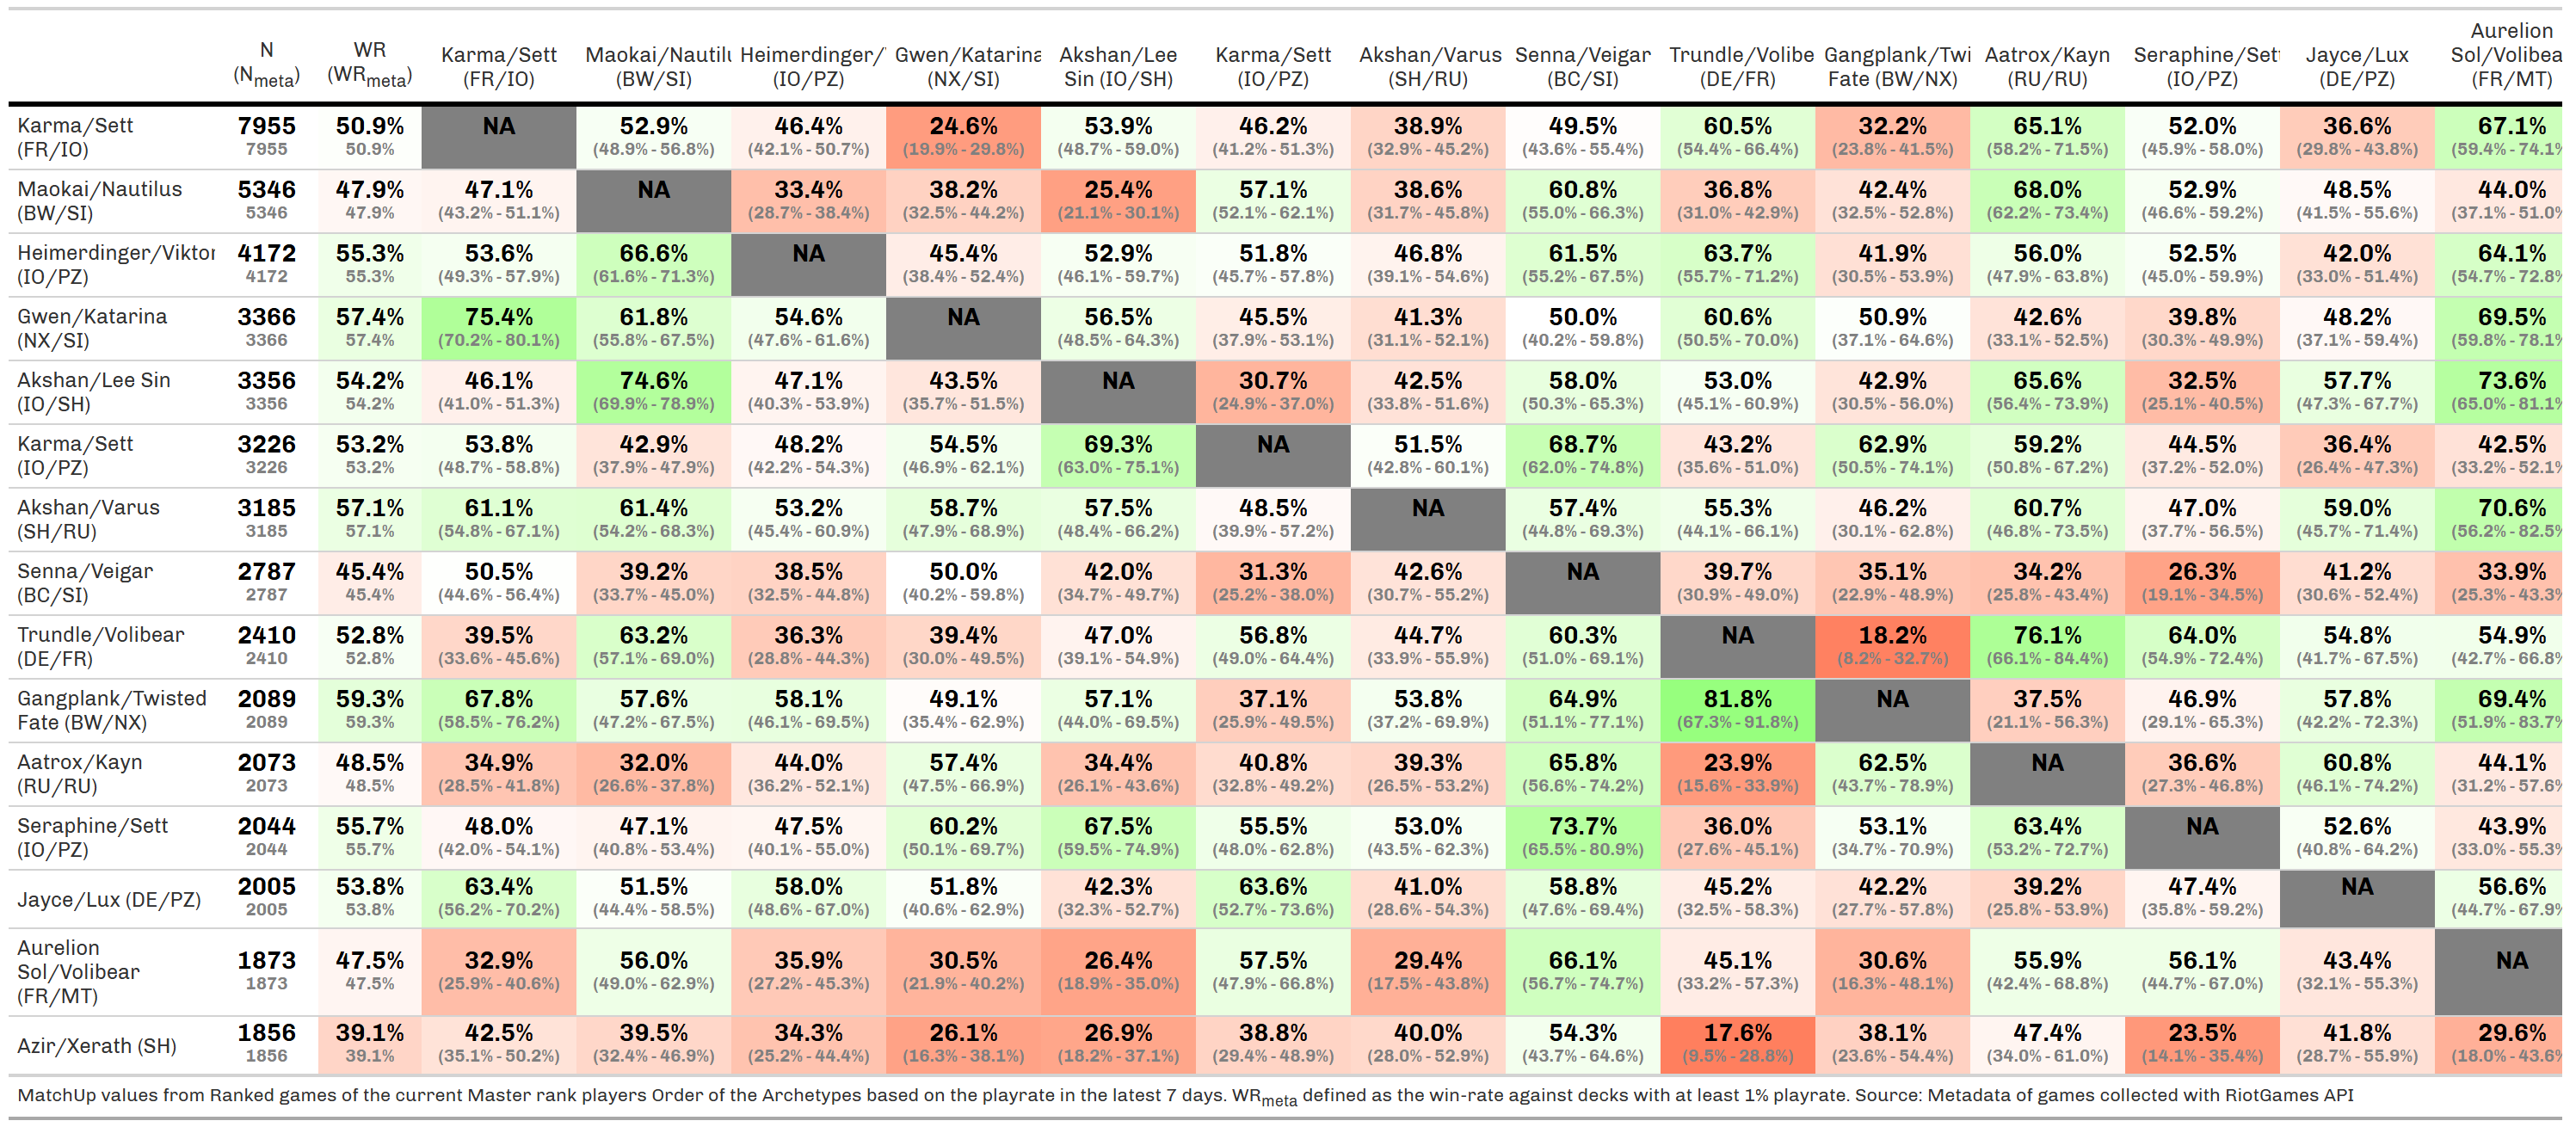 N (Nmeta) WR (WRmeta) Karma/Sett (FR/IO) Maokai/Nautilu (BW/SI) Heimerdinger/ (IO/PZ) Gwen/Katarina (NX/SI) Akshan/Lee Sin (IO/SH) Karma/Sett (IO/PZ) Akshan/Varus (SH/RU) Senna/Veigar (BC/SI) Trundle/Volibe (DE/FR) Gangplank/Twi Fate (BW/NX) Aatrox/Kayn (RU/RU) Seraphine/Sett (IO/PZ) Jayce/Lux (DE/PZ) Aurelion Sol/Volibea (FR/MT)
Karma/Sett 7955 50.9% NA 52.9% 46.4% 24.6% 53.9% 46.2% 38.9% 49.5% 60.5% 32.2% 65.1% 52.0% 36.6% 67.1%
(FR/IO) 7955 50.9% (48.9% - 56.8%) (42.1% - 50.7%) (19.9% - 29.8%) (48.7% - 59.0%) (41.2% - 51.3%) (32.9% - 45.2%) (43.6% - 55.4%) (54.4% - 66.4%) (23.8% - 41.5%) (58.2% - 71.5%) (45.9% - 58.0%) (29.8% - 43.8%) (59.4% - 74.1%
Maokai/Nautilus 5346 47.9% 47.1% NA 33.4% 38.2% 25.4% 57.1% 38.6% 60.8% 36.8% 42.4% 68.0% 52.9% 48.5% 44.0%
(BW/SI) 5346 47.9% (43.2% - 51.1%) (28.7% - 38.4%) (32.5% - 44.2%) (21.1% - 30.1%) (52.1% - 62.1%) (31.7% - 45.8%) (55.0% - 66.3%) (31.0% - 42.9%) (32.5% - 52.8%) (62.2% - 73.4%) (46.6% - 59.2%) (41.5% - 55.6%) (37.1% - 51.0%
Heimerdinger/Viktor 4172 55.3% 53.6% 66.6% NA 45.4% 52.9% 51.8% 46.8% 61.5% 63.7% 41.9% 56.0% 52.5% 42.0% 64.1%
(IO/PZ) 4172 55.3% (49.3% - 57.9%) (61.6% - 71.3%) (38.4% - 52.4%) (46.1% - 59.7%) (45.7% - 57.8%) (39.1% - 54.6%) (55.2% - 67.5%) (55.7% - 71.2%) (30.5% - 53.9%) (47.9% - 63.8%) (45.0% - 59.9%) (33.0% - 51.4%) (54.7% - 72.8%
Gwen/Katarina 3366 57.4% 75.4% 61.8% 54.6% NA 56.5% 45.5% 41.3% 50.0% 60.6% 50.9% 42.6% 39.8% 48.2% 69.5%
(NX/SI) 3366 57.4% (70.2% - 80.1%) (55.8% - 67.5%) (47.6% - 61.6%) (48.5% - 64.3%) (37.9% - 53.1%) (31.1% - 52.1%) (40.2% - 59.8%) (50.5% - 70.0%) (37.1% - 64.6%) (33.1% - 52.5%) (30.3% - 49.9%) (37.1% - 59.4%) (59.8% - 78.1%
Akshan/Lee Sin 3356 54.2% 46.1% 74.6% 47.1% 43.5% NA 30.7% 42.5% 58.0% 53.0% 42.9% 65.6% 32.5% 57.7% 73.6%
(IO/SH) 3356 54.2% (41.0% - 51.3%) (69.9% - 78.9%) (40.3% - 53.9%) (35.7% - 51.5%) (24.9% - 37.0%) (33.8% - 51.6%) (50.3% - 65.3%) (45.1% - 60.9%) (30.5% - 56.0%) (56.4% - 73.9%) (25.1% - 40.5%) (47.3% - 67.7%) (65.0% - 81.1%
Karma/Sett 3226 53.2% 53.8% 42.9% 48.2% 54.5% 69.3% NA 51.5% 68.7% 43.2% 62.9% 59.2% 44.5% 36.4% 42.5%
(IO/PZ) 3226 53.2% (48.7% - 58.8%) (37.9% - 47.9%) (42.2% - 54.3%) (46.9% - 62.1%) (63.0% - 75.1%) (42.8% - 60.1%) (62.0% - 74.8%) (35.6% - 51.0%) (50.5% - 74.1%) (50.8% - 67.2%) (37.2% - 52.0%) (26.4% - 47.3%) (33.2% - 52.1%
Akshan/Varus 3185 57.1% 61.1% 61.4% 53.2% 58.7% 57.5% 48.5% NA 57.4% 55.3% 46.2% 60.7% 47.0% 59.0% 70.6%
(SH/RU) 3185 57.1% (54.8% - 67.1%) (54.2% - 68.3%) (45.4% - 60.9%) (47.9% - 68.9%) (48.4% - 66.2%) (39.9% - 57.2%) (44.8% - 69.3%) (44.1% - 66.1%) (30.1% - 62.8%) (46.8% - 73.5%) (37.7% - 56.5%) (45.7% - 71.4%) (56.2% - 82.5%
Senna/Veigar 2787 45.4% 50.5% 39.2% 38.5% 50.0% 42.0% 31.3% 42.6% NA 39.7% 35.1% 34.2% 26.3% 41.2% 33.9%
(BC/SI) 2787 45.4% (44.6% - 56.4%) (33.7% - 45.0%) (32.5% - 44.8%) (40.2% - 59.8%) (34.7% - 49.7%) (25.2% - 38.0%) (30.7% - 55.2%) (30.9% - 49.0%) (22.9% - 48.9%) (25.8% - 43.4%) (19.1% - 34.5%) (30.6% - 52.4%) (25.3% - 43.3%
Trundle/Volibear 2410 52.8% 39.5% 63.2% 36.3% 39.4% 47.0% 56.8% 44.7% 60.3% NA 18.2% 76.1% 64.0% 54.8% 54.9%
(DE/FR) 2410 52.8% (33.6% - 45.6%) (57.1% - 69.0%) (28.8% - 44.3%) (30.0% - 49.5%) (39.1% - 54.9%) (49.0% - 64.4%) (33.9% - 55.9%) (51.0% - 69.1%) (8.2% - 32.7%) (66.1% - 84.4%) (54.9% - 72.4%) (41.7% - 67.5%) (42.7% - 66.8%
Gangplank/Twisted 2089 59.3% 67.8% 57.6% 58.1% 49.1% 57.1% 37.1% 53.8% 64.9% 81.8% NA 37.5% 46.9% 57.8% 69.4%
Fate (BW/NX) 2089 59.3% (58.5% - 76.2%) (47.2% - 67.5%) (46.1% - 69.5%) (35.4% - 62.9%) (44.0% - 69.5%) (25.9% - 49.5%) (37.2% - 69.9%) (51.1% - 77.1%) (67.3% - 91.8%) (21.1% - 56.3%) (29.1% - 65.3%) (42.2% - 72.3%) (51.9% - 83.7%
Aatrox/Kayn 2073 48.5% 34.9% 32.0% 44.0% 57.4% 34.4% 40.8% 39.3% 65.8% 23.9% 62.5% NA 36.6% 60.8% 44.1%
(RU/RU) 2073 48.5% (28.5% - 41.8%) (26.6% - 37.8%) (36.2% - 52.1%) (47.5% - 66.9%) (26.1% - 43.6%) (32.8% - 49.2%) (26.5% - 53.2%) (56.6% - 74.2%) (15.6% - 33.9%) (43.7% - 78.9%) (27.3% - 46.8%) (46.1% - 74.2%) (31.2% - 57.6%
Seraphine/Sett 2044 55.7% 48.0% 47.1% 47.5% 60.2% 67.5% 55.5% 53.0% 73.7% 36.0% 53.1% 63.4% NA 52.6% 43.9%
(IO/PZ) 2044 55.7% (42.0% - 54.1%) (40.8% - 53.4%) (40.1% - 55.0%) (50.1% - 69.7%) (59.5% - 74.9%) (48.0% - 62.8%) (43.5% - 62.3%) (65.5% - 80.9%) (27.6% - 45.1%) (34.7% - 70.9%) (53.2% - 72.7%) (40.8% - 64.2%) (33.0% - 55.3%
Jayce/Lux (DE/PZ) 2005 53.8% 63.4% 51.5% 58.0% 51.8% 42.3% 63.6% 41.0% 58.8% 45.2% 42.2% 39.2% 47.4% NA 56.6%
2005 53.8% (56.2% - 70.2%) (44.4% - 58.5%) (48.6% - 67.0%) (40.6% - 62.9%) (32.3% - 52.7%) (52.7% - 73.6%) (28.6% - 54.3%) (47.6% - 69.4%) (32.5% - 58.3%) (27.7% - 57.8%) (25.8% - 53.9%) (35.8% - 59.2%) (44.7% - 67.9%
Aurelion
Sol/Volibear 1873 47.5% 32.9% 56.0% 35.9% 30.5% 26.4% 57.5% 29.4% 66.1% 45.1% 30.6% 55.9% 56.1% 43.4% NA
(FR/MT) 1873 47.5% (25.9% - 40.6%) (49.0% - 62.9%) (27.2% - 45.3%) (21.9% - 40.2%) (18.9% - 35.0%) (47.9% - 66.8%) (17.5% - 43.8%) (56.7% - 74.7%) (33.2% - 57.3%) (16.3% - 48.1%) (42.4% - 68.8%) (44.7% - 67.0%) (32.1% - 55.3%)
Azir/Xerath (SH) 1856 39.1% 42.5% 39.5% 34.3% 26.1% 26.9% 38.8% 40.0% 54.3% 17.6% 38.1% 47.4% 23.5% 41.8% 29.6%
1856 39.1% (35.1% - 50.2%) (32.4% - 46.9%) (25.2% - 44.4%) (16.3% - 38.1%) (18.2% - 37.1%) (29.4% - 48.9%) (28.0% - 52.9%) (43.7% - 64.6%) (9.5% - 28.8%) (23.6% - 54.4%) (34.0% - 61.0%) (14.1% - 35.4%) (28.7% - 55.9%) (18.0% - 43.6%
MatchUp values from Ranked games of the current Master rank players Order of the Archetypes based on the playrate in the latest 7 days. WRmeta defined as the win-rate against decks with at least 1% playrate. Source: Metadata of games collected with RiotGames API